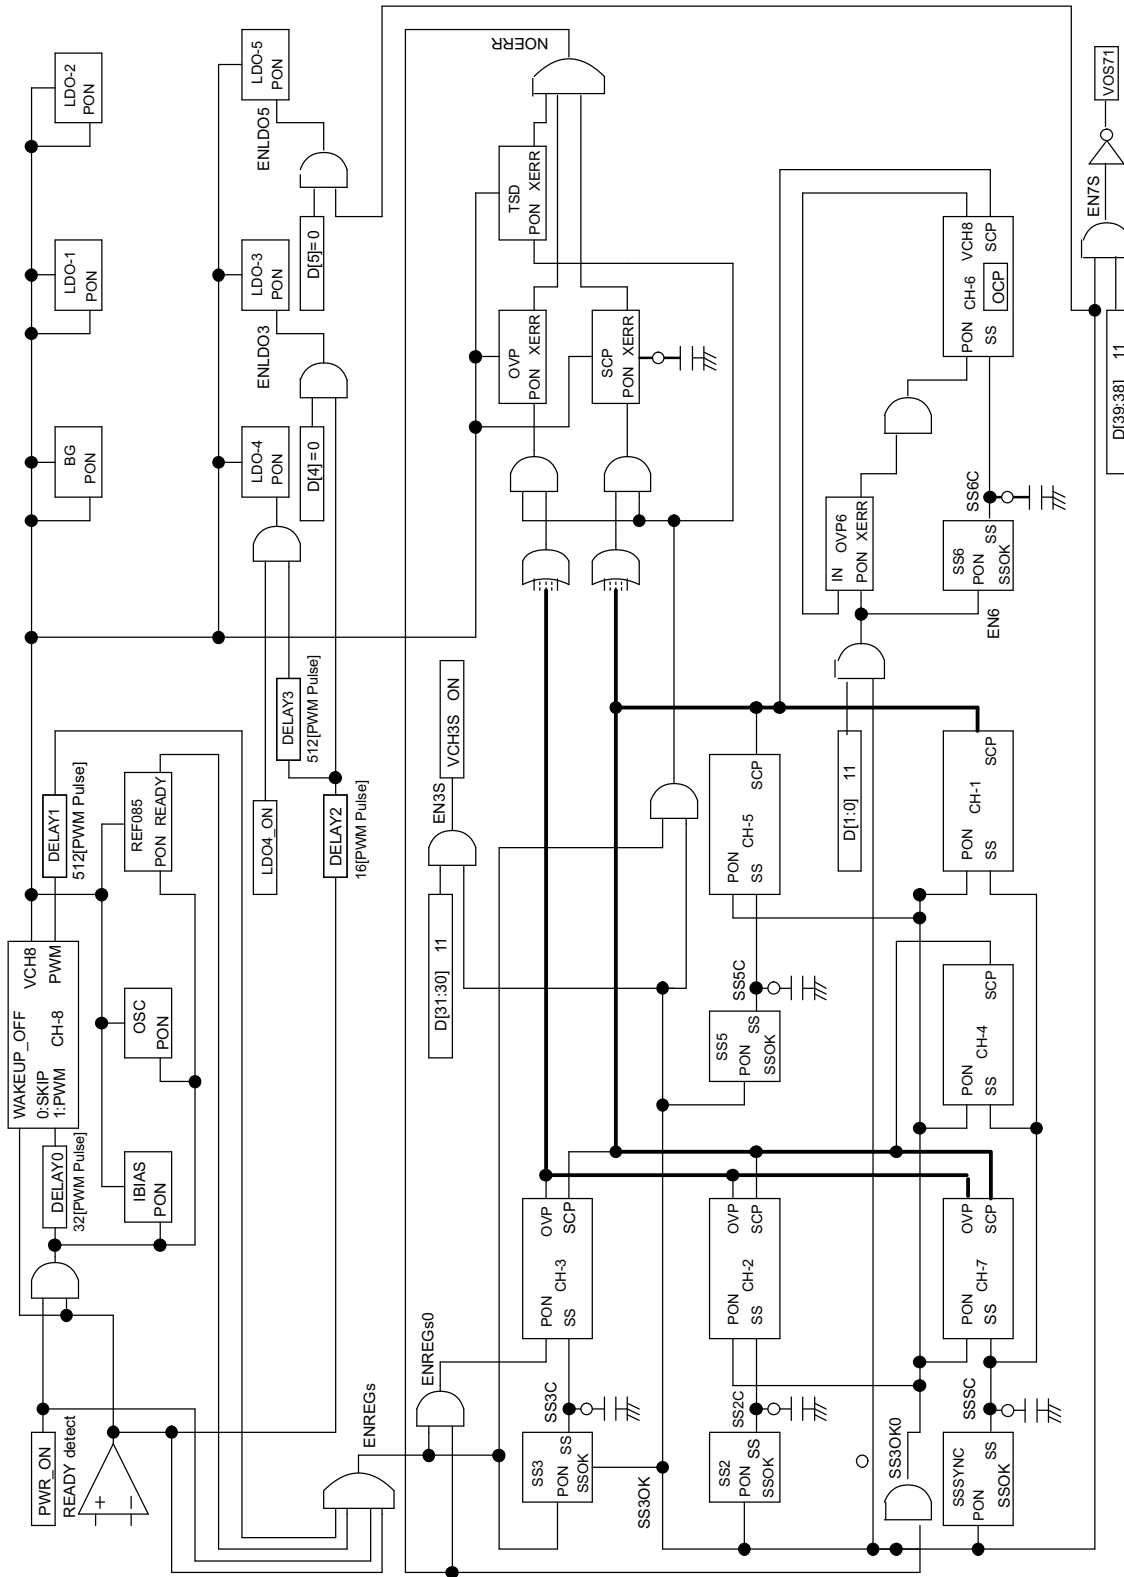 PWR_ON
READY detect
+
−
WAKEUP_OFF
0:SKIP
1:PWM
CH-8
VCH8
PWM
DELAY0
32[PWM Pulse]
DELAY1
512[PWM Pulse]
IBIAS
PON
OSC
PON
REF085
PON READY
BG
PON
LDO-1
PON
LDO-2
PON
LDO4_ON
DELAY3
512[PWM Pulse]
DELAY2
16[PWM Pulse]
LDO-4
PON
D[4] = 0
ENLDO3
LDO-3
PON
D[5]= 0
ENLDO5
LDO-5
PON
ENREGs
ENREGs0
D[31:30] 11
EN3S
VCH3S ON
OVP
PON XERR
SCP
PON XERR
TSD
PON XERR
NOERR
SS3
PON SS
SSOK
SS3C
SS3OK
PON
SS
CH-3
OVP
SCP
SS2
PON SS
SSOK
SS2C
PON
SS
CH-2
OVP
SCP
SS5
PON SS
SSOK
SS5C
PON
SS
CH-5
SCP
SS3OK0
SSSYNC
PON SS
SSOK
SSSC
PON
SS
CH-7
OVP
SCP
PON
SS
CH-4
SCP
PON
SS
CH-1
SCP
D[1:0] 11
EN6
IN OVP6
PON XERR
SS6
PON SS
SSOK
SS6C
PON
SS
CH-6
OCP
VCH8
SCP
D[39:38] 11
EN7S
VOS71